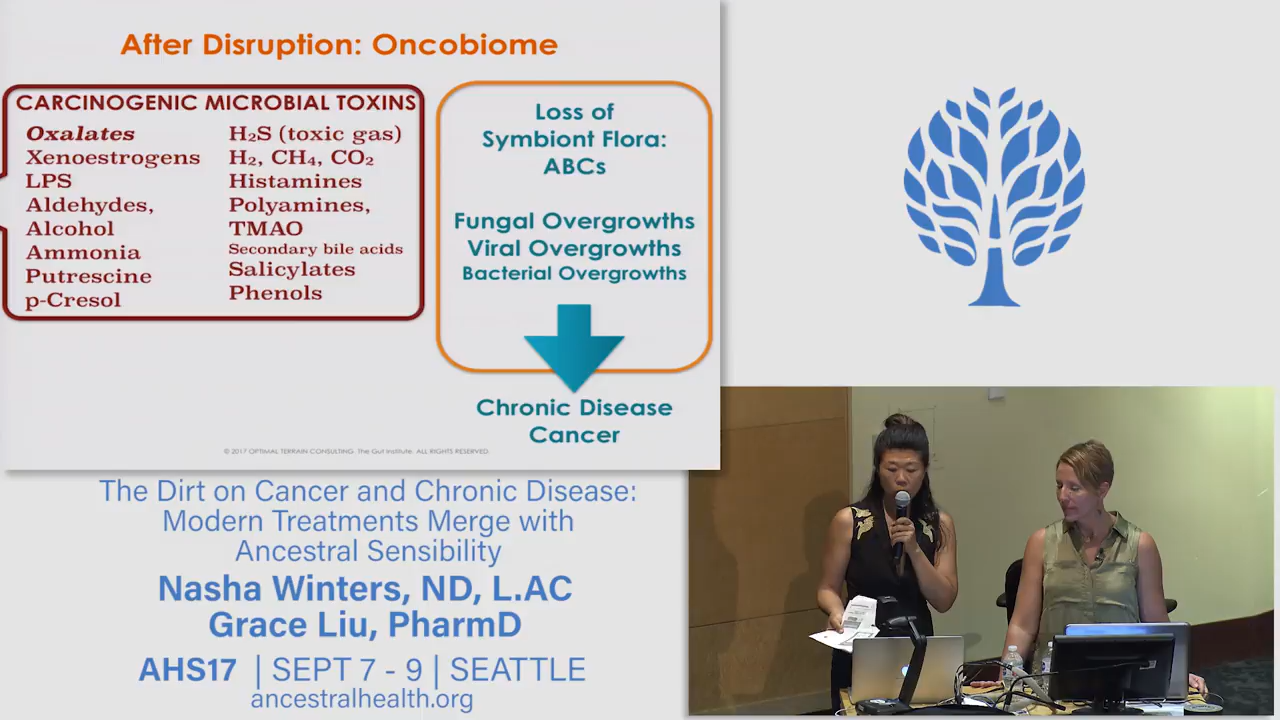 After Disruption: Oncobiome
CARCINOGENIC MICROBIAL TOXINS
Oxalates
Xenoestrogens
LPS
Aldehydes,
Alcohol
Ammonia
Putrescine
p-Cresol
H₂S (toxic gas)
H₂, CH₄, CO₂
Histamines
Polyamines,
TMAO
Secondary bile acids
Salicylates
Phenols
Loss of
Symbiont Flora:
ABCs
Fungal Overgrowths
Viral Overgrowths
Bacterial Overgrowths
Chronic Disease
Cancer
© 2017 OPTIMAL TERRAIN CONSULTING. The Gut Institute. ALL RIGHTS RESERVED.
The Dirt on Cancer and Chronic Disease:
Modern Treatments Merge with
Ancestral Sensibility
Nasha Winters, ND, L.AC
Grace Liu, PharmD
AHS17 | SEPT 7 - 9 | SEATTLE
ancestralhealth.org